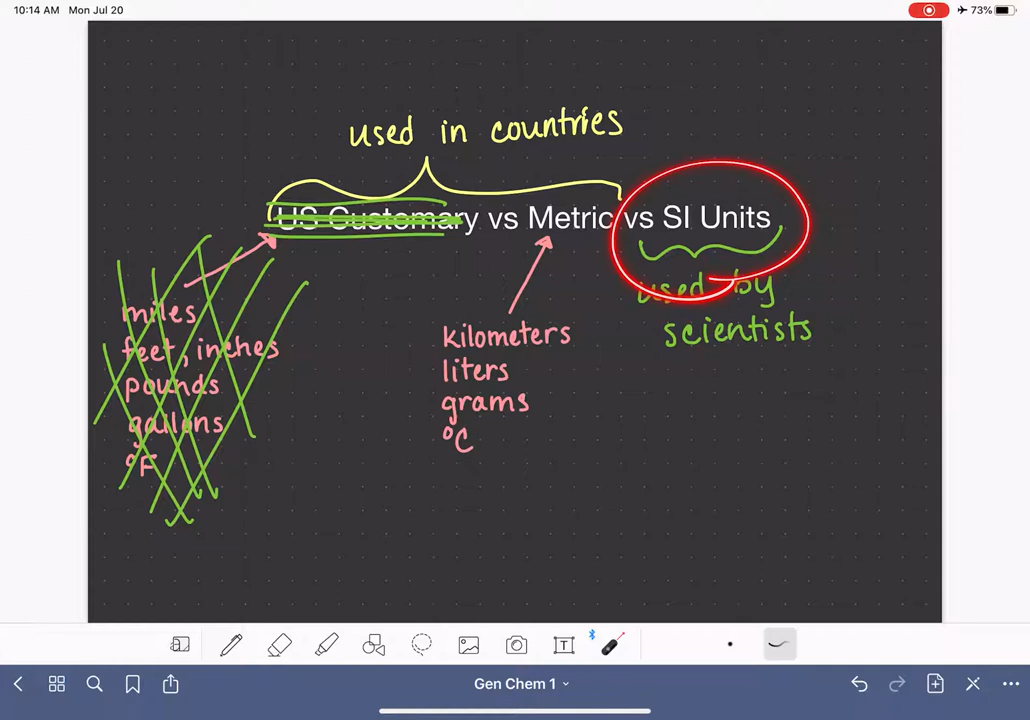 10:14 AM Mon Jul 20
73%
used in countries
US Customary vs Metric vs SI Units
used by
scientists
miles
feet, inches
pounds
gallons
°F
kilometers
liters
grams
°C
T
Gen Chem 1